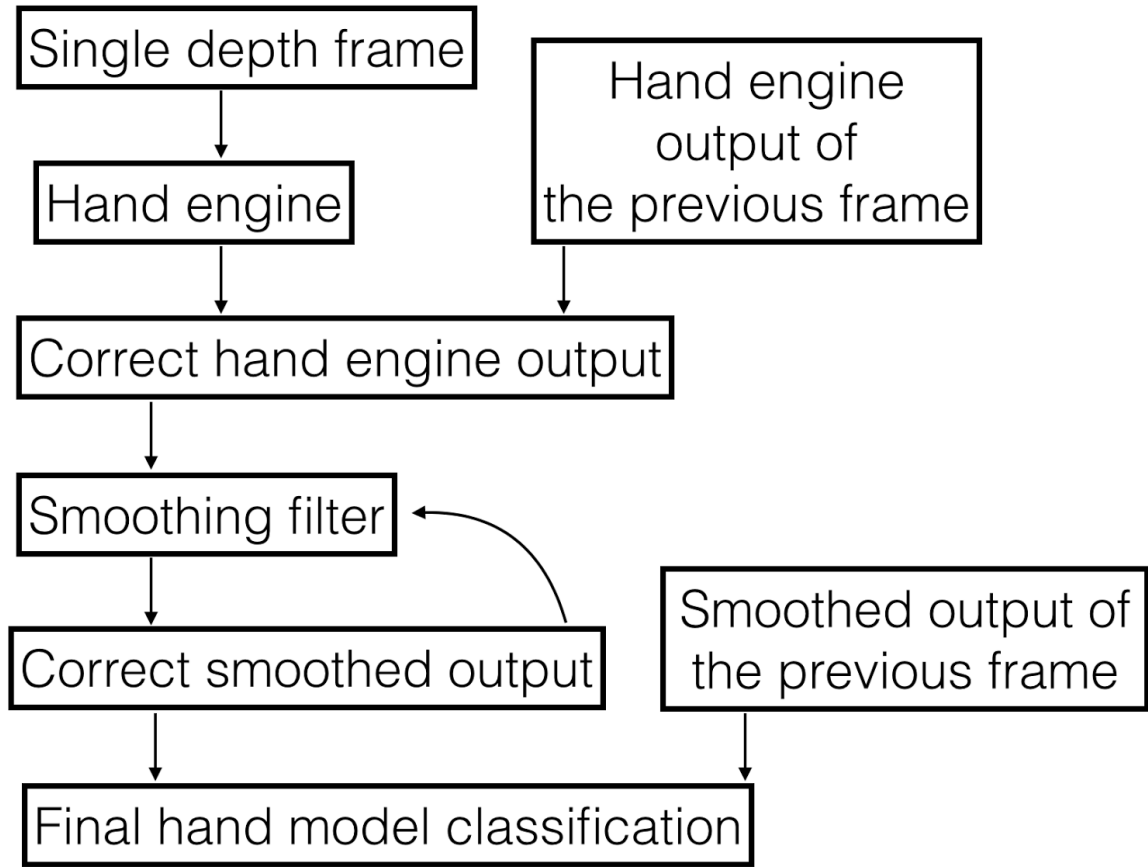 Single depth frame
Hand engine
output of
the previous frame
Hand engine
Correct hand engine output
Smoothing filter
Correct smoothed output
Smoothed output of
the previous frame
Final hand model classification